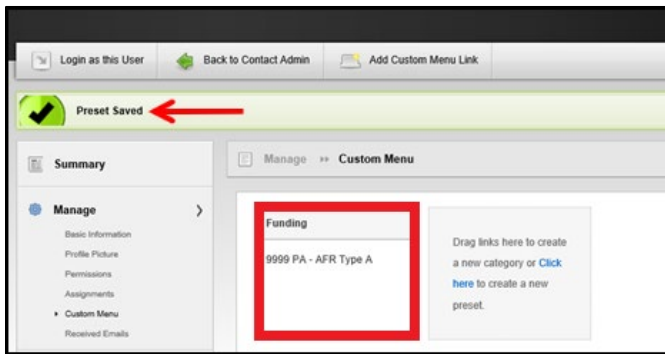 Login as this User
Back to Contact Admin
Add Custom Menu Link
Preset Saved
Summary
Manage
Basic Information
Profile Picture
Permissions
Assignments
Custom Menu
Received Emails
Manage » Custom Menu
Funding
9999 PA - AFR Type A
Drag links here to create
a new category or Click
here to create a new
preset.